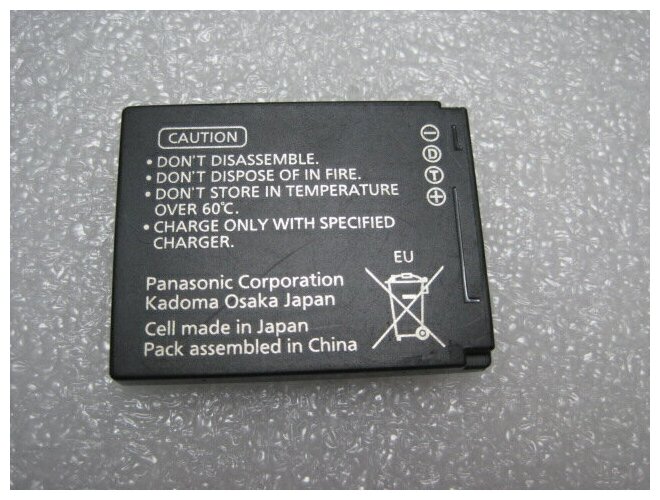 CAUTION
• DON'T DISASSEMBLE.
• DON'T DISPOSE OF IN FIRE.
• DON'T STORE IN TEMPERATURE
OVER 60℃.
• CHARGE ONLY WITH SPECIFIED
CHARGER.
⊖
D
T
⊕
EU
Panasonic Corporation
Kadoma Osaka Japan
Cell made in Japan
Pack assembled in China